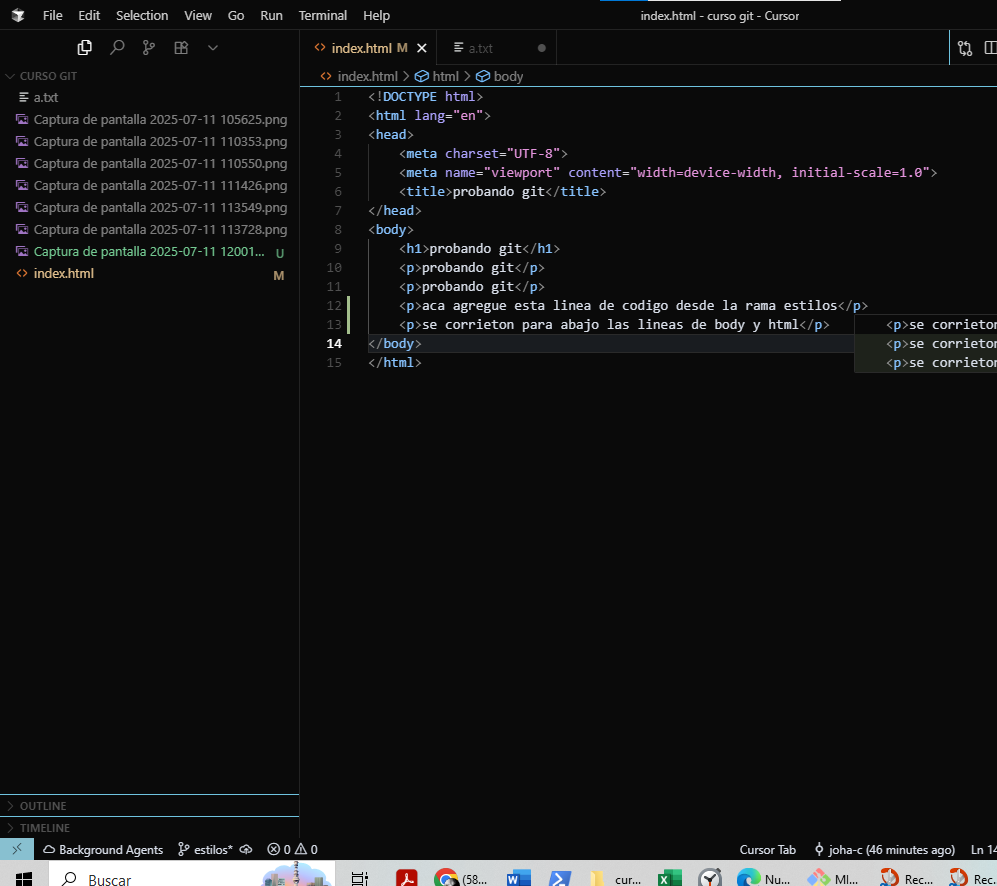 File Edit Selection View Go Run Terminal Help
index.html - curso git - Cursor
index.html M
a.txt
index.html > html > body
CURSO GIT
a.txt
Captura de pantalla 2025-07-11 105625.png
Captura de pantalla 2025-07-11 110353.png
Captura de pantalla 2025-07-11 110550.png
Captura de pantalla 2025-07-11 111426.png
Captura de pantalla 2025-07-11 113549.png
Captura de pantalla 2025-07-11 113728.png
Captura de pantalla 2025-07-11 12001... U
index.html M
1 <!DOCTYPE html>
2 <html lang="en">
3 <head>
4 <meta charset="UTF-8">
5 <meta name="viewport" content="width=device-width, initial-scale=1.0">
6 <title>probando git</title>
7 </head>
8 <body>
9 <h1>probando git</h1>
10 <p>probando git</p>
11 <p>probando git</p>
12 <p>aca agregue esta linea de codigo desde la rama estilos</p>
13 <p>se corrieton para abajo las lineas de body y html</p>
14 </body>
15 </html>
<p>se corrieton
<p>se corrieton
<p>se corrieton
OUTLINE
TIMELINE
Background Agents estilos* 0 0
Cursor Tab joha-c (46 minutes ago) Ln 14
Buscar
(58...
cur...
Nu...
MI...
Rec...
Rec.